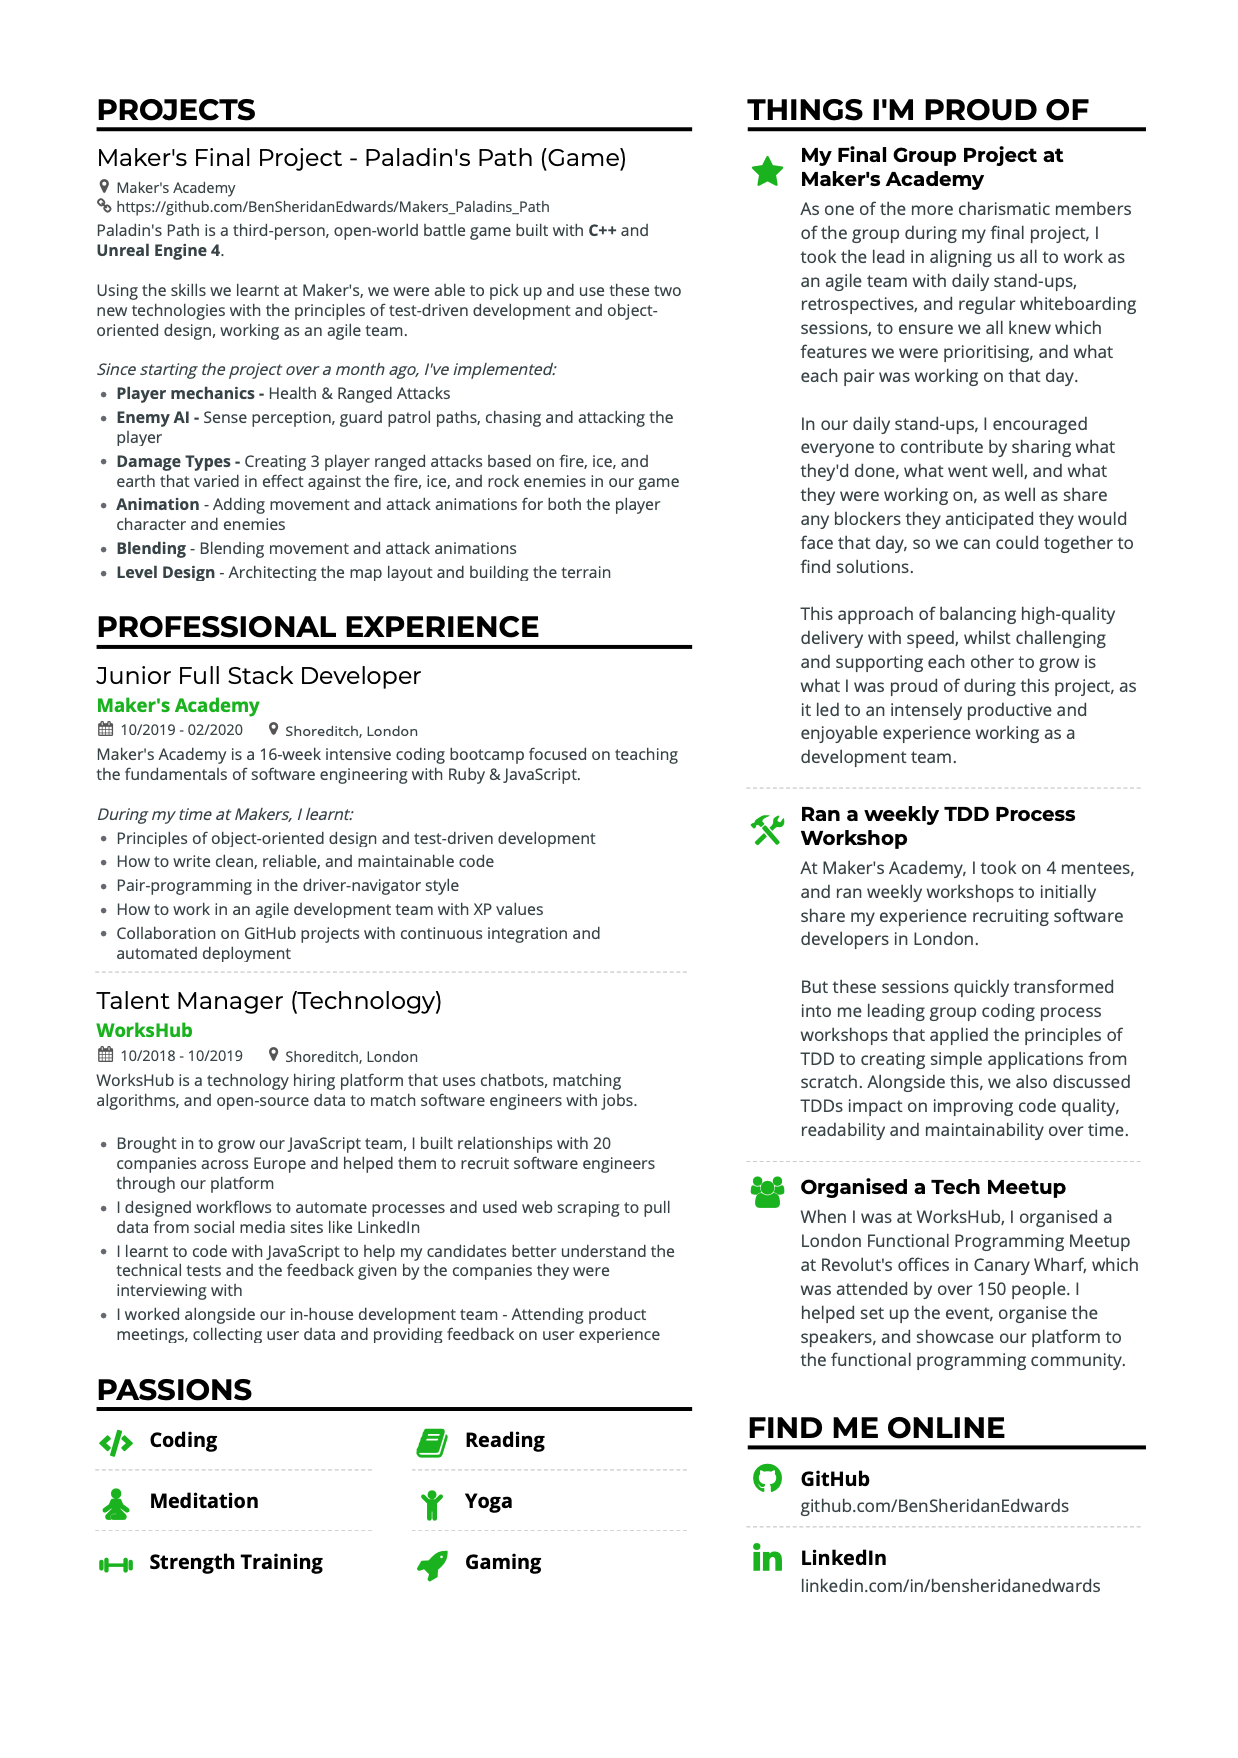 PROJECTS
Maker's Final Project - Paladin's Path (Game)
Maker's Academy
https://github.com/BenSheridanEdwards/Makers_Paladins_Path
Paladin's Path is a third-person, open-world battle game built with C++ and
Unreal Engine 4.
Using the skills we learnt at Maker's, we were able to pick up and use these two
new technologies with the principles of test-driven development and object-
oriented design, working as an agile team.
Since starting the project over a month ago, I've implemented:
• Player mechanics - Health & Ranged Attacks
• Enemy AI - Sense perception, guard patrol paths, chasing and attacking the
player
• Damage Types - Creating 3 player ranged attacks based on fire, ice, and
earth that varied in effect against the fire, ice, and rock enemies in our game
• Animation - Adding movement and attack animations for both the player
character and enemies
• Blending - Blending movement and attack animations
• Level Design - Architecting the map layout and building the terrain
PROFESSIONAL EXPERIENCE
Junior Full Stack Developer
Maker's Academy
10/2019 - 02/2020 Shoreditch, London
Maker's Academy is a 16-week intensive coding bootcamp focused on teaching
the fundamentals of software engineering with Ruby & JavaScript.
During my time at Makers, I learnt:
• Principles of object-oriented design and test-driven development
• How to write clean, reliable, and maintainable code
• Pair-programming in the driver-navigator style
• How to work in an agile development team with XP values
• Collaboration on GitHub projects with continuous integration and
automated deployment
Talent Manager (Technology)
WorksHub
10/2018 - 10/2019 Shoreditch, London
WorksHub is a technology hiring platform that uses chatbots, matching
algorithms, and open-source data to match software engineers with jobs.
• Brought in to grow our JavaScript team, I built relationships with 20
companies across Europe and helped them to recruit software engineers
through our platform
• I designed workflows to automate processes and used web scraping to pull
data from social media sites like LinkedIn
• I learnt to code with JavaScript to help my candidates better understand the
technical tests and the feedback given by the companies they were
interviewing with
• I worked alongside our in-house development team - Attending product
meetings, collecting user data and providing feedback on user experience
PASSIONS
Coding
Reading
Meditation
Yoga
Strength Training
Gaming
THINGS I'M PROUD OF
My Final Group Project at
Maker's Academy
As one of the more charismatic members
of the group during my final project, I
took the lead in aligning us all to work as
an agile team with daily stand-ups,
retrospectives, and regular whiteboarding
sessions, to ensure we all knew which
features we were prioritising, and what
each pair was working on that day.
In our daily stand-ups, I encouraged
everyone to contribute by sharing what
they'd done, what went well, and what
they were working on, as well as share
any blockers they anticipated they would
face that day, so we can could together to
find solutions.
This approach of balancing high-quality
delivery with speed, whilst challenging
and supporting each other to grow is
what I was proud of during this project, as
it led to an intensely productive and
enjoyable experience working as a
development team.
Ran a weekly TDD Process
Workshop
At Maker's Academy, I took on 4 mentees,
and ran weekly workshops to initially
share my experience recruiting software
developers in London.
But these sessions quickly transformed
into me leading group coding process
workshops that applied the principles of
TDD to creating simple applications from
scratch. Alongside this, we also discussed
TDDs impact on improving code quality,
readability and maintainability over time.
Organised a Tech Meetup
When I was at WorksHub, I organised a
London Functional Programming Meetup
at Revolut's offices in Canary Wharf, which
was attended by over 150 people. I
helped set up the event, organise the
speakers, and showcase our platform to
the functional programming community.
FIND ME ONLINE
GitHub
github.com/BenSheridanEdwards
LinkedIn
linkedin.com/in/bensheridanedwards